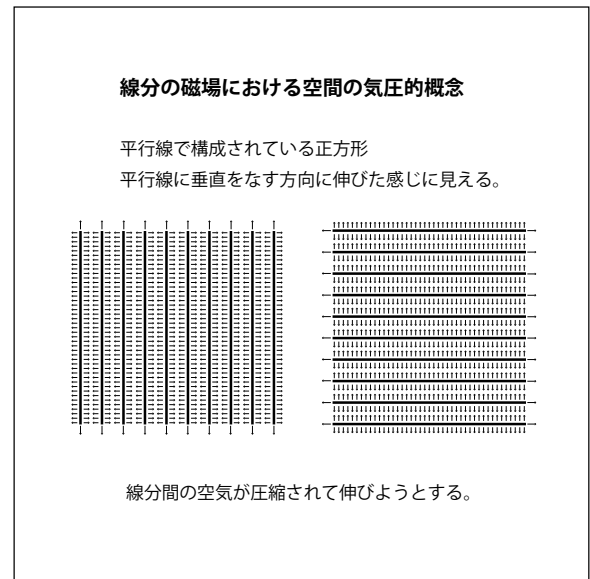 線分の磁場における空間の気圧的概念
平行線で構成されている正方形
平行線に垂直をなす方向に伸びた感じに見える。
線分間の空気が圧縮されて伸びようとする。